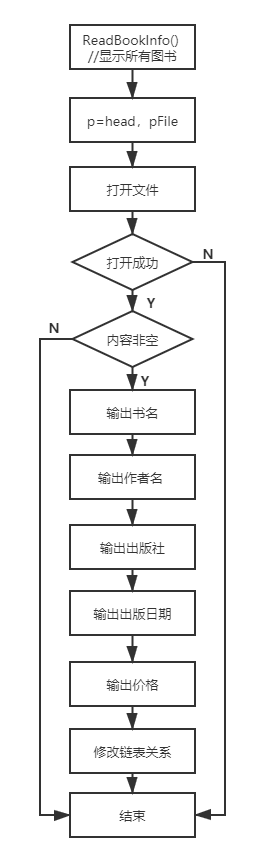 ReadBookInfo()
//显示所有图书
p=head，pFile
打开文件
打开成功
N
Y
N
内容非空
Y
输出书名
输出作者名
输出出版社
输出出版日期
输出价格
修改链表关系
结束